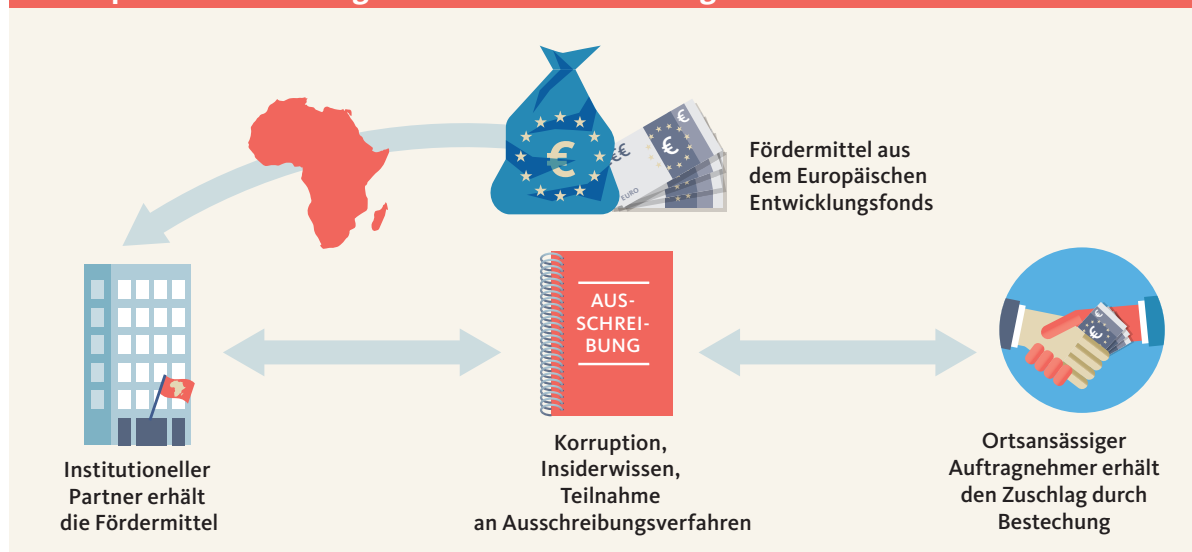 €€
€
€
€
EURO
Fördermittel aus
dem Europäischen
Entwicklungsfonds
AUS-
SCHREI-
BUNG
Institutioneller
Partner erhält
die Fördermittel
Korruption,
Insiderwissen,
Teilnahme
an Ausschreibungsverfahren
Ortsansässiger
Auftragnehmer erhält
den Zuschlag durch
Bestechung